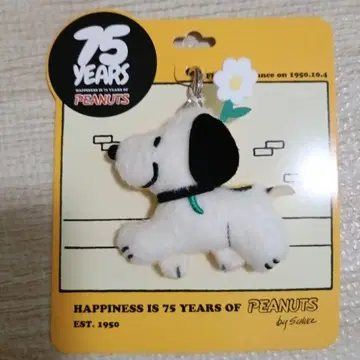 75
YEARS
HAPPINESS IS 75 YEARS OF
PEANUTS
on 1950.10.4
HAPPINESS IS 75 YEARS OF PEANUTS
EST. 1950
by SCHULZ